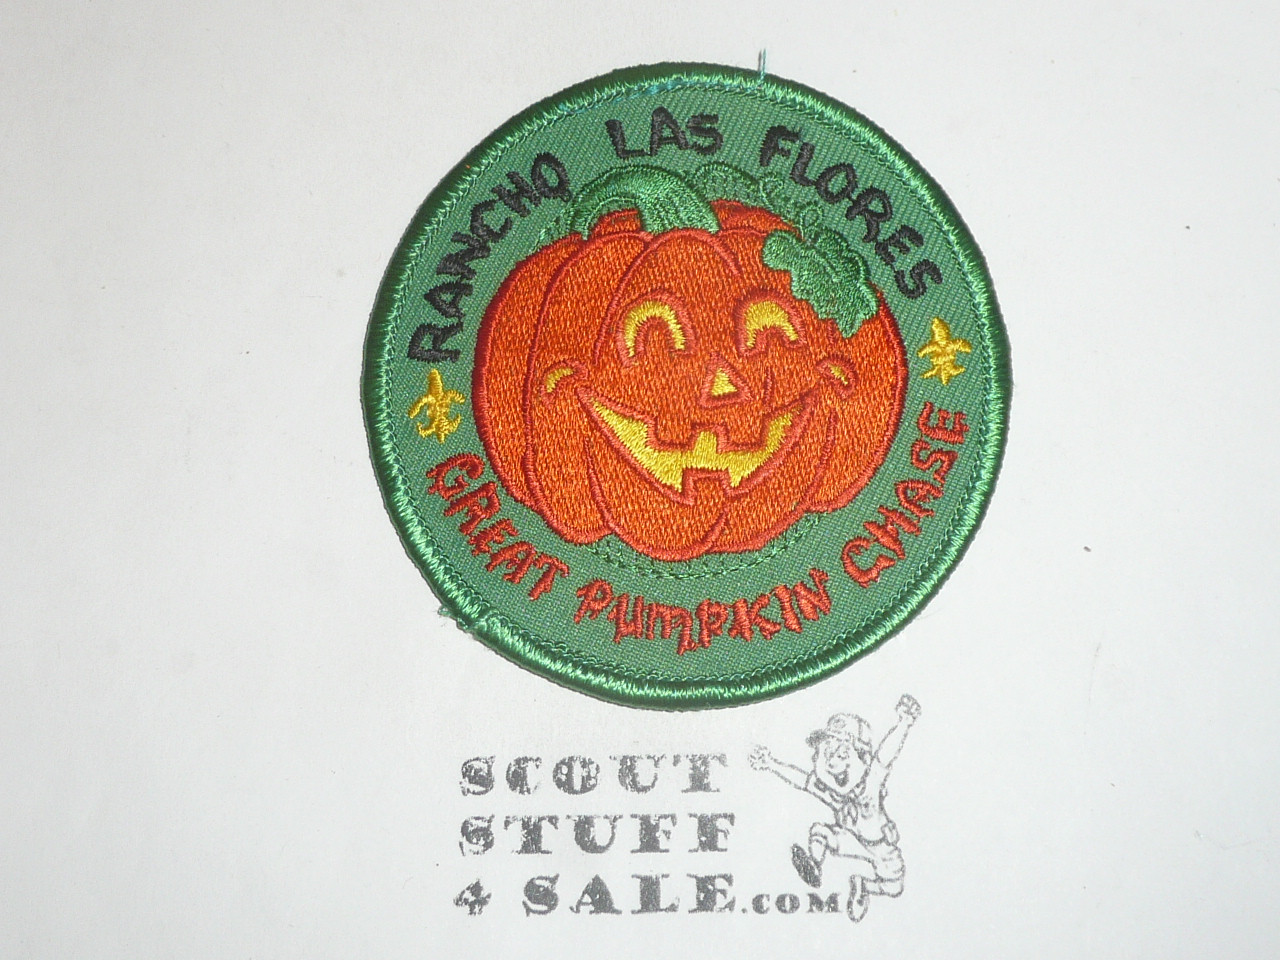 RANCHO LAS FLORES
GREAT PUMPKIN CHASE
SCOUT
STUFF
4 SALE.COM